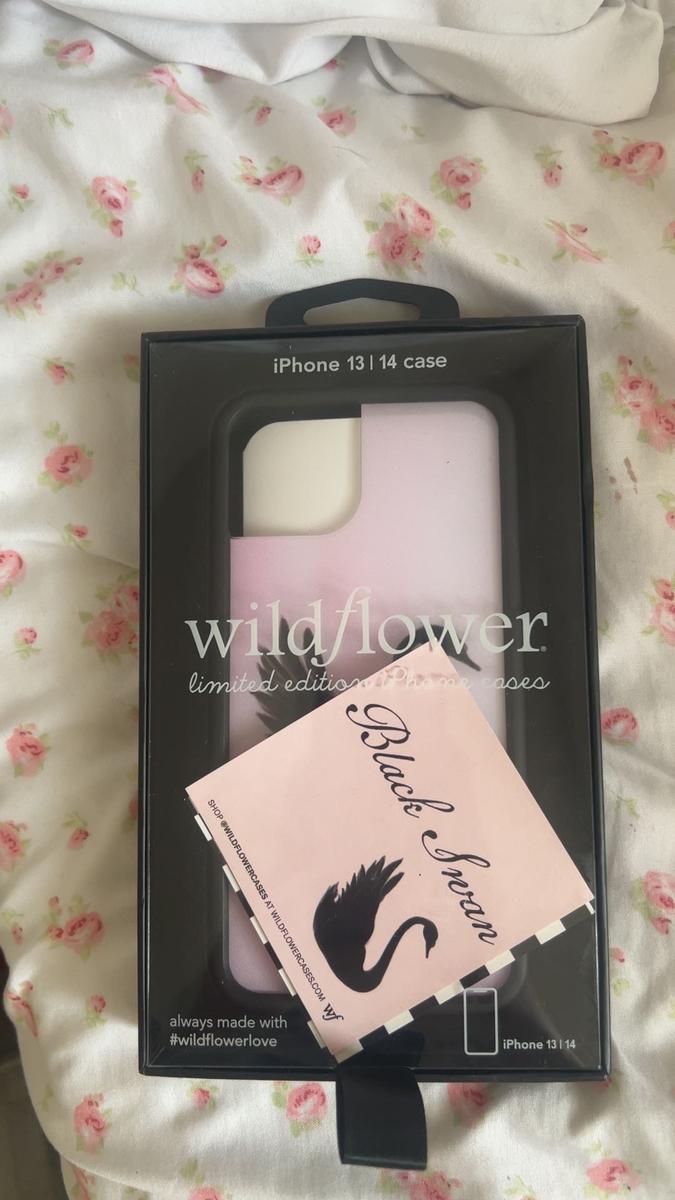 iPhone 13 | 14 case
wildflower®
limited edition iPhone cases
Black Swan
SHOP @WILDFLOWERCASES AT WILDFLOWERCASES.COM wf
always made with
#wildflowerlove
iPhone 13 | 14